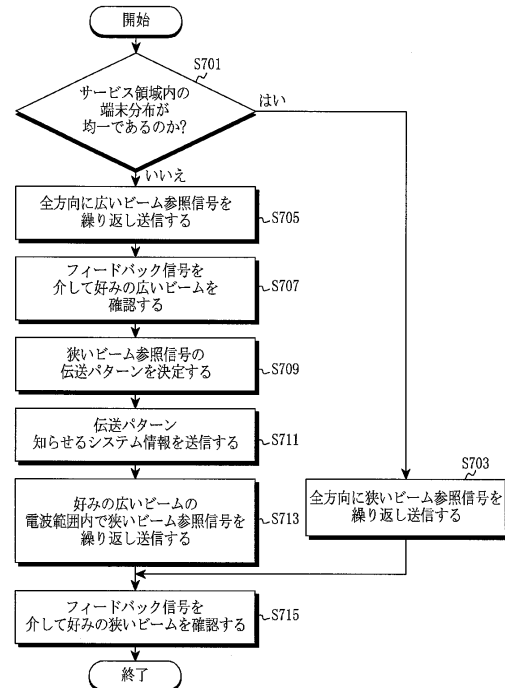 開始
S701
サービス領域内の
端末分布が
均一であるのか?
はい
いいえ
全方向に広いビーム参照信号を
繰り返し送信する
S705
フィードバック信号を
介して好みの広いビームを
確認する
S707
狭いビーム参照信号の
伝送パターンを決定する
S709
伝送パターン
知らせるシステム情報を送信する
S711
好みの広いビームの
電波範囲内で狭いビーム参照信号を
繰り返し送信する
S713
S703
全方向に狭いビーム参照信号を
繰り返し送信する
フィードバック信号を
介して好みの狭いビームを確認する
S715
終了